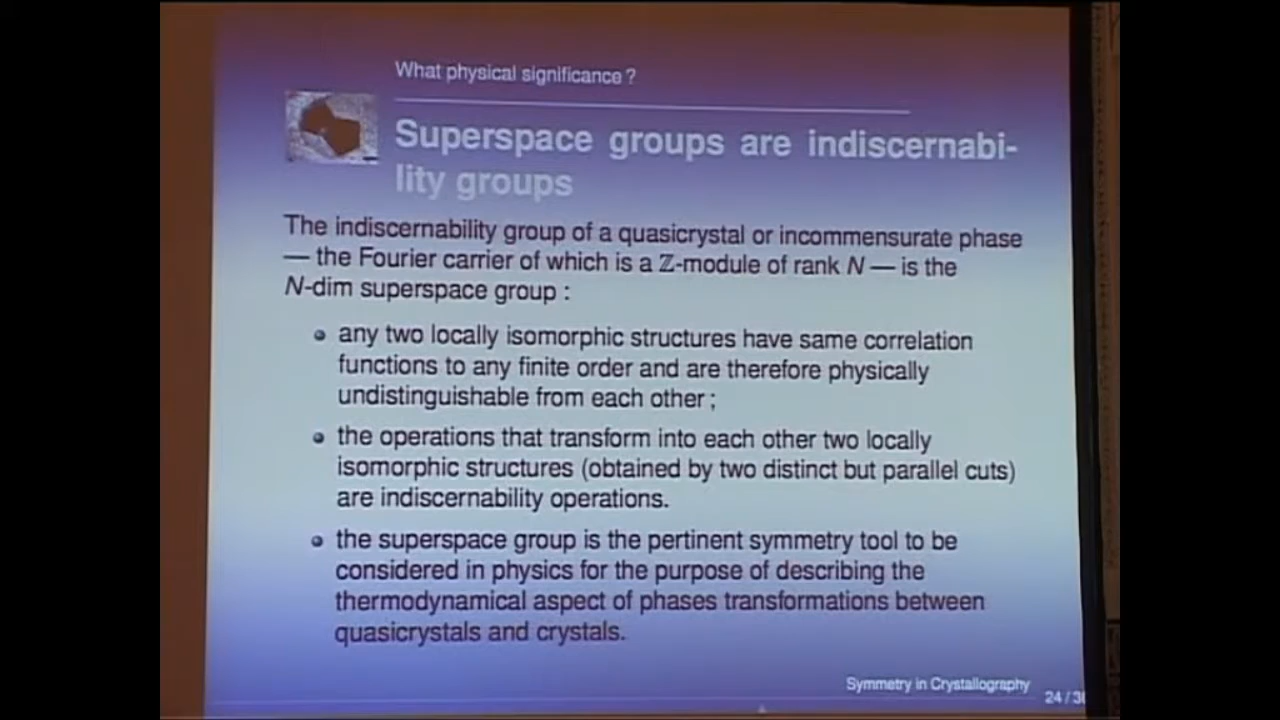 What physical significance ?
Superspace groups are indiscernabi-
lity groups
The indiscernability group of a quasicrystal or incommensurate phase
— the Fourier carrier of which is a ℤ-module of rank N — is the
N-dim superspace group :
any two locally isomorphic structures have same correlation
functions to any finite order and are therefore physically
undistinguishable from each other ;
the operations that transform into each other two locally
isomorphic structures (obtained by two distinct but parallel cuts)
are indiscernability operations.
the superspace group is the pertinent symmetry tool to be
considered in physics for the purpose of describing the
thermodynamical aspect of phases transformations between
quasicrystals and crystals.
Symmetry in Crystallography
24 /